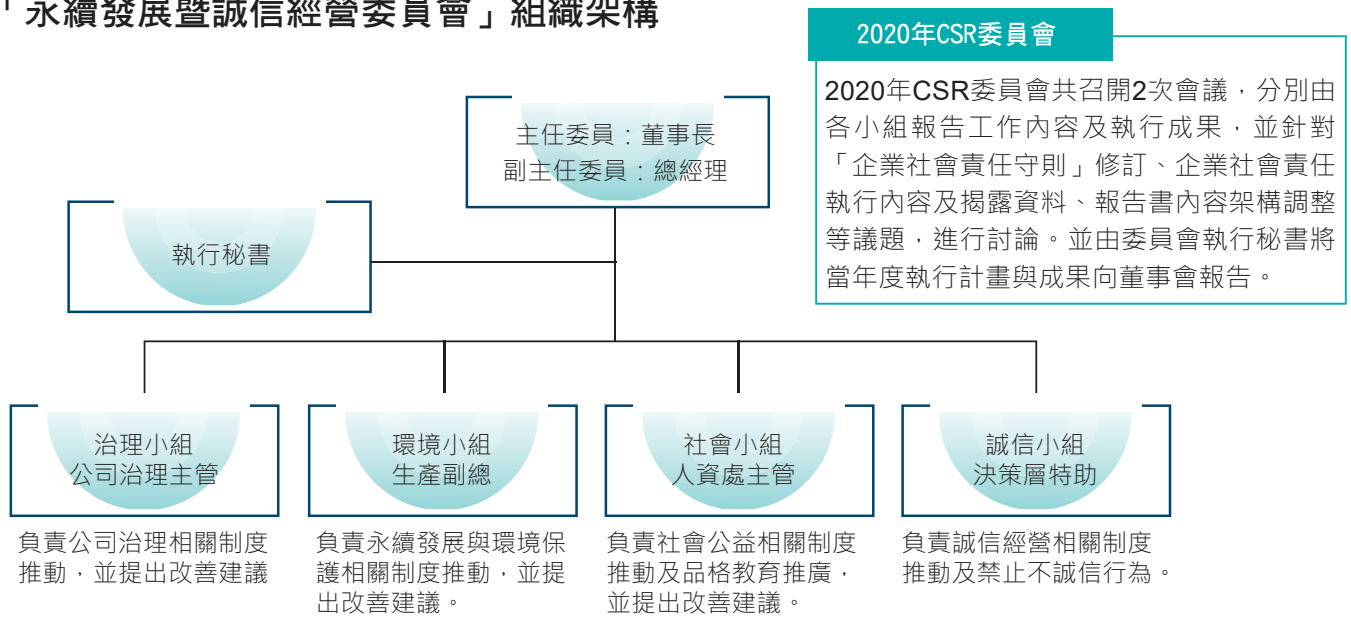 「永續發展暨誠信經營委員會」組織架構
2020年CSR委員會
2020年CSR委員會共召開2次會議，分別由
各小組報告工作內容及執行成果，並針對
「企業社會責任守則」修訂、企業社會責任
執行內容及揭露資料、報告書內容架構調整
等議題，進行討論。並由委員會執行秘書將
當年度執行計畫與成果向董事會報告。
主任委員：董事長
副主任委員：總經理
執行秘書
治理小組
公司治理主管
負責公司治理相關制度
推動，並提出改善建議
環境小組
生產副總
負責永續發展與環境保
護相關制度推動，並提
出改善建議。
社會小組
人資處主管
負責社會公益相關制度
推動及品格教育推廣，
並提出改善建議。
誠信小組
決策層特助
負責誠信經營相關制度
推動及禁止不誠信行為。